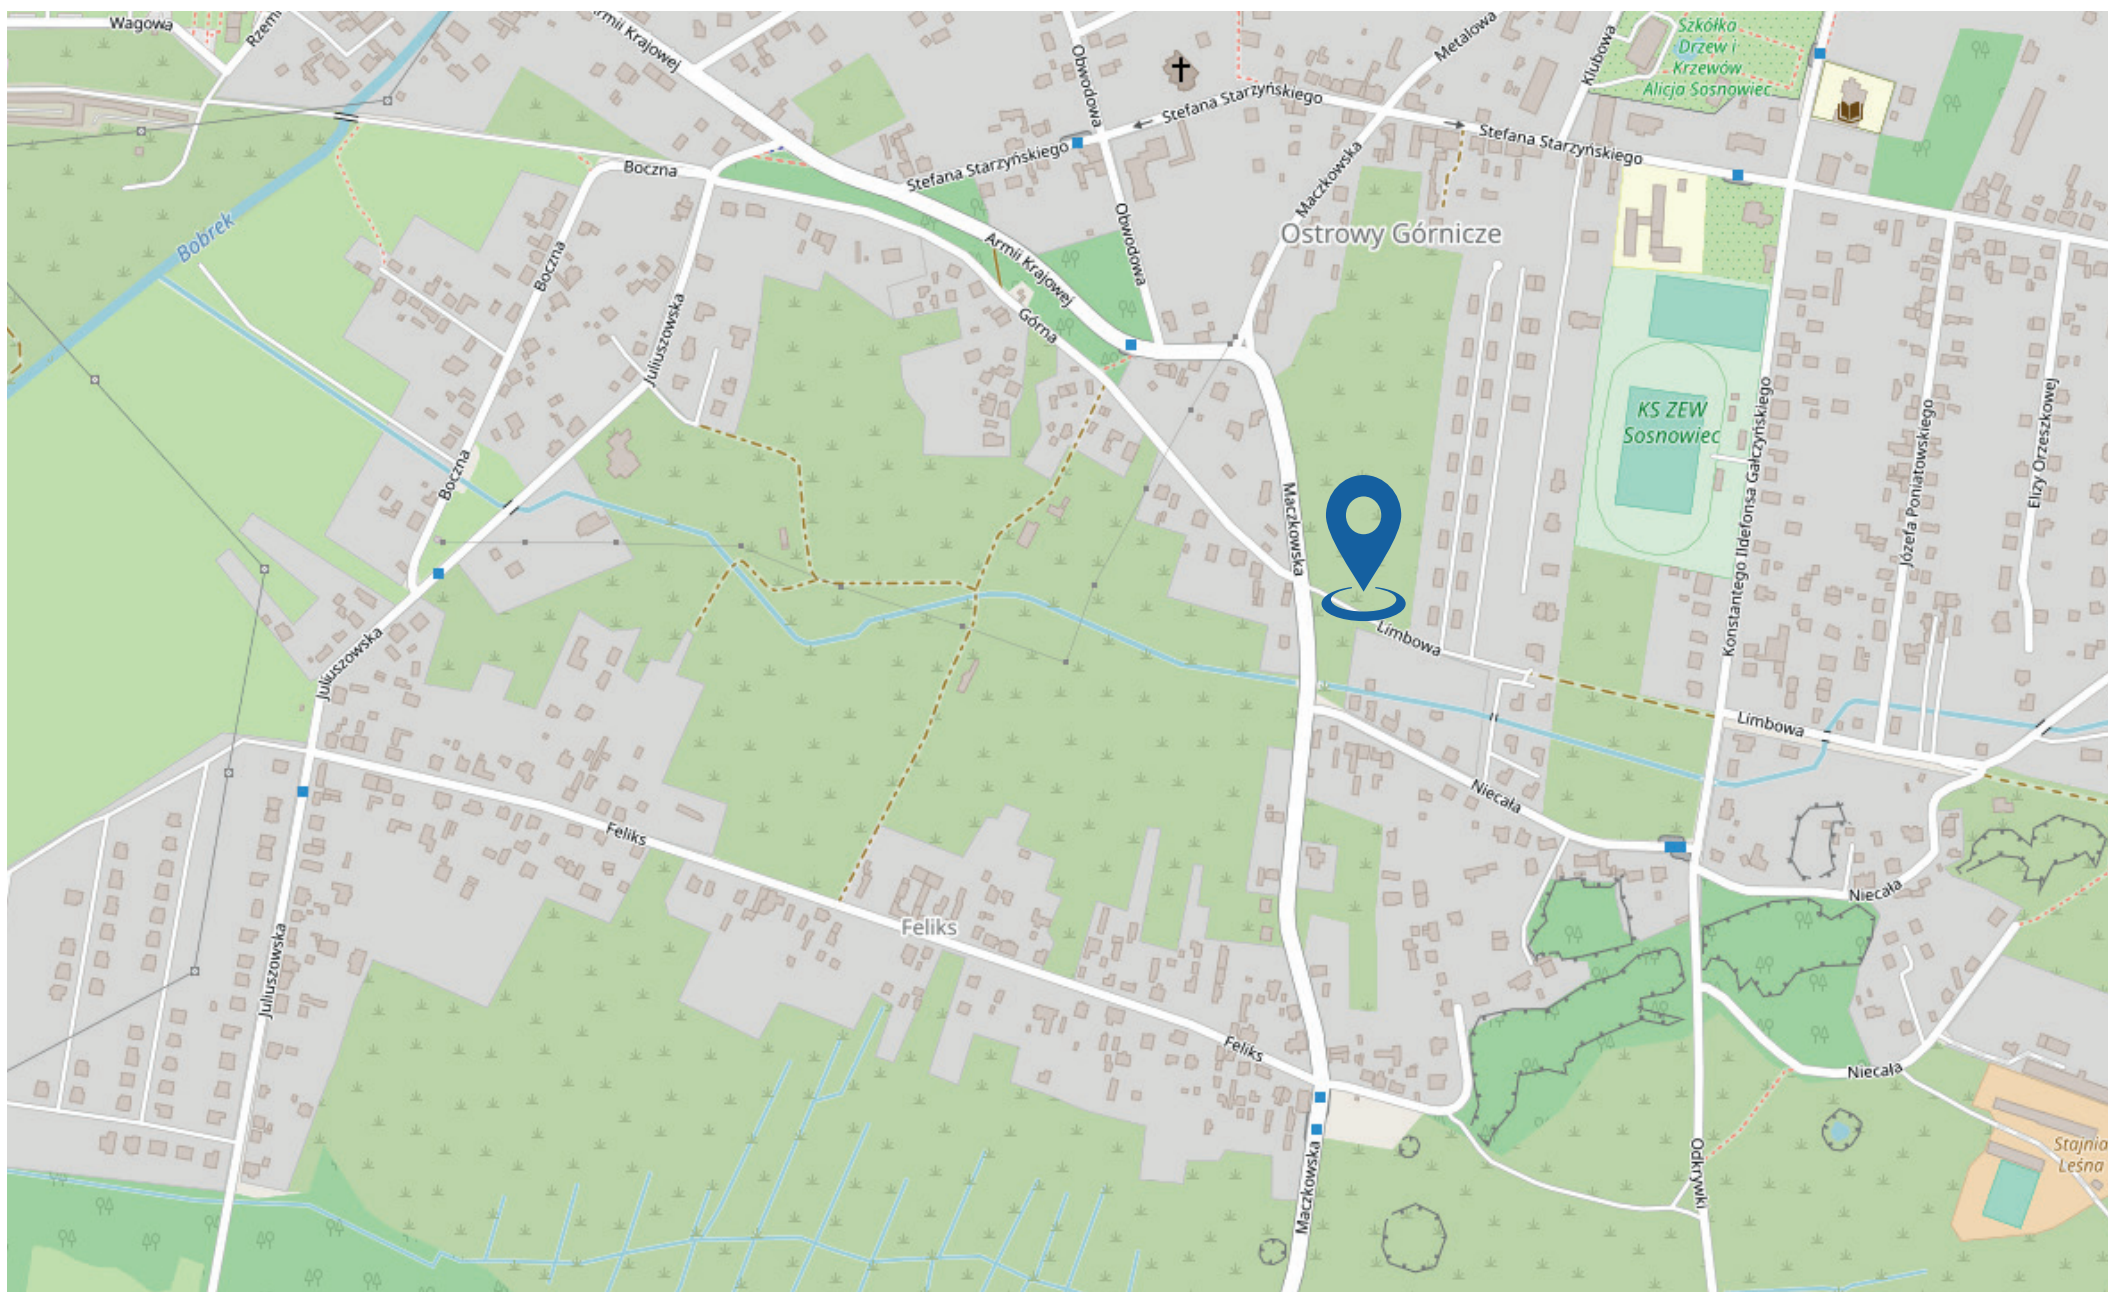 Wagowa
Armii Krajowej
Obwodowa
Metalowa
Klubowa
Szkółka
Drzew i
Krzewów
Alicja Sosnowiec
Stefana Starzyńskiego
Stefana Starzyńskiego
Stefana Starzyńskiego
Maczkowska
Boczna
Bobrek
Boczna
Obwodowa
Armii Krajowej
Ostrowy Górnicze
Juliuszowska
Górna
KS ZEW
Sosnowiec
Konstantego Ildefonsa Gałczyńskiego
Józefa Poniatowskiego
Elizy Orzeszkowej
Boczna
Maczkowska
Limbowa
Juliuszowska
Limbowa
Niecała
Feliks
Niecała
Feliks
Juliuszowska
Feliks
Niecała
Odkrywki
Maczkowska
Stajnia
Leśna